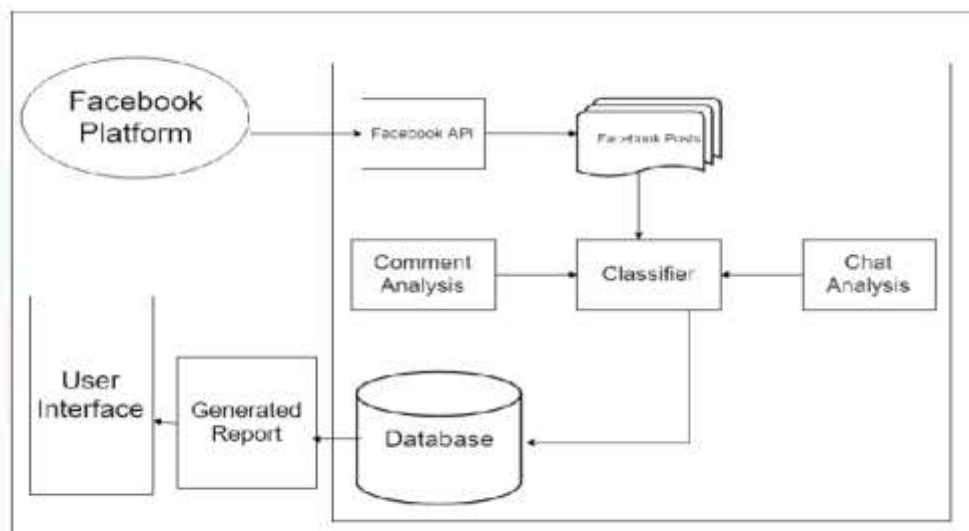 Facebook
Platform
Facebook API
Facebook Posts
Comment
Analysis
Classifier
Chat
Analysis
User
Interface
Generated
Report
Database